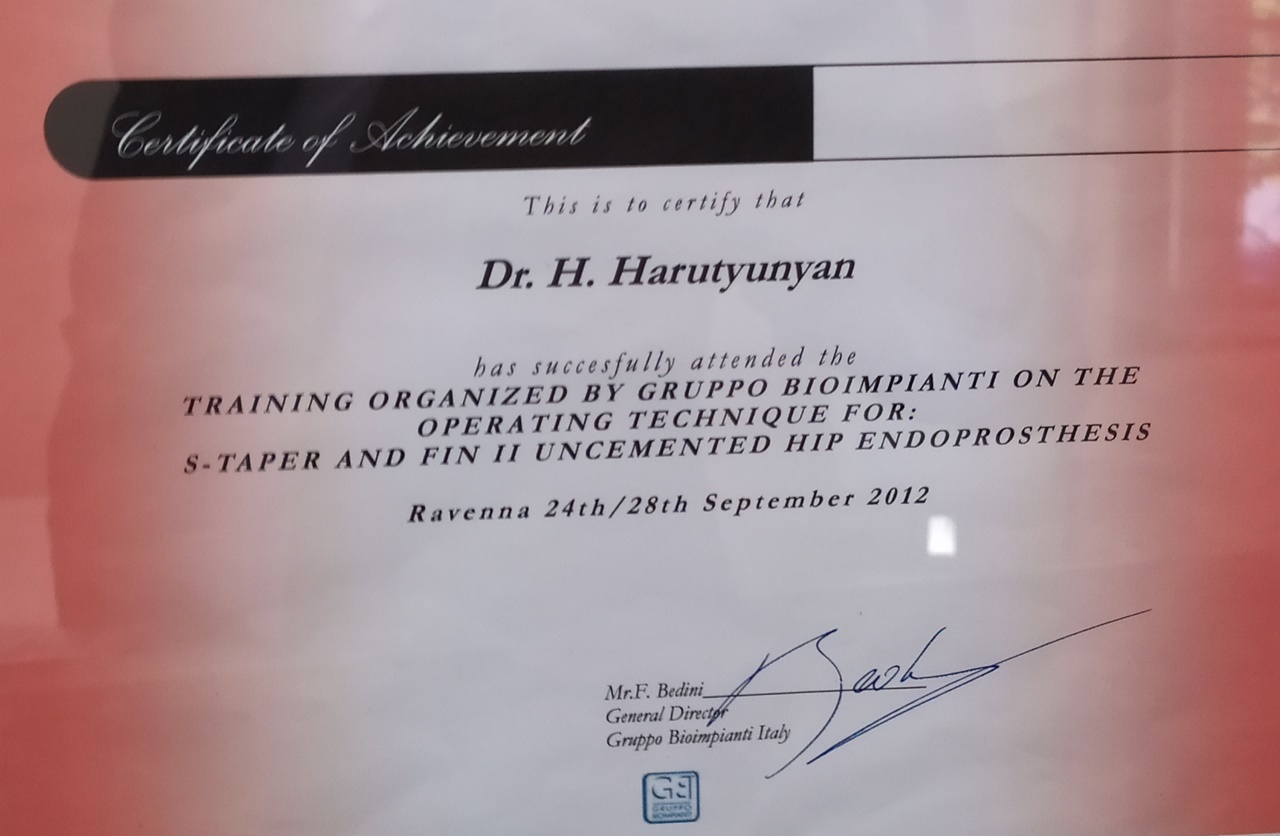 Certificate of Achievement
This is to certify that
Dr. H. Harutyunyan
has succesfully attended the
TRAINING ORGANIZED BY GRUPPO BIOIMPIANTI ON THE
OPERATING TECHNIQUE FOR:
S-TAPER AND FIN II UNCEMENTED HIP ENDOPROSTHESIS
Ravenna 24th/28th September 2012
Mr.F. Bedini
General Director
Gruppo Bioimpianti Italy
GB
GRUPPO
BIOIMPIANTI